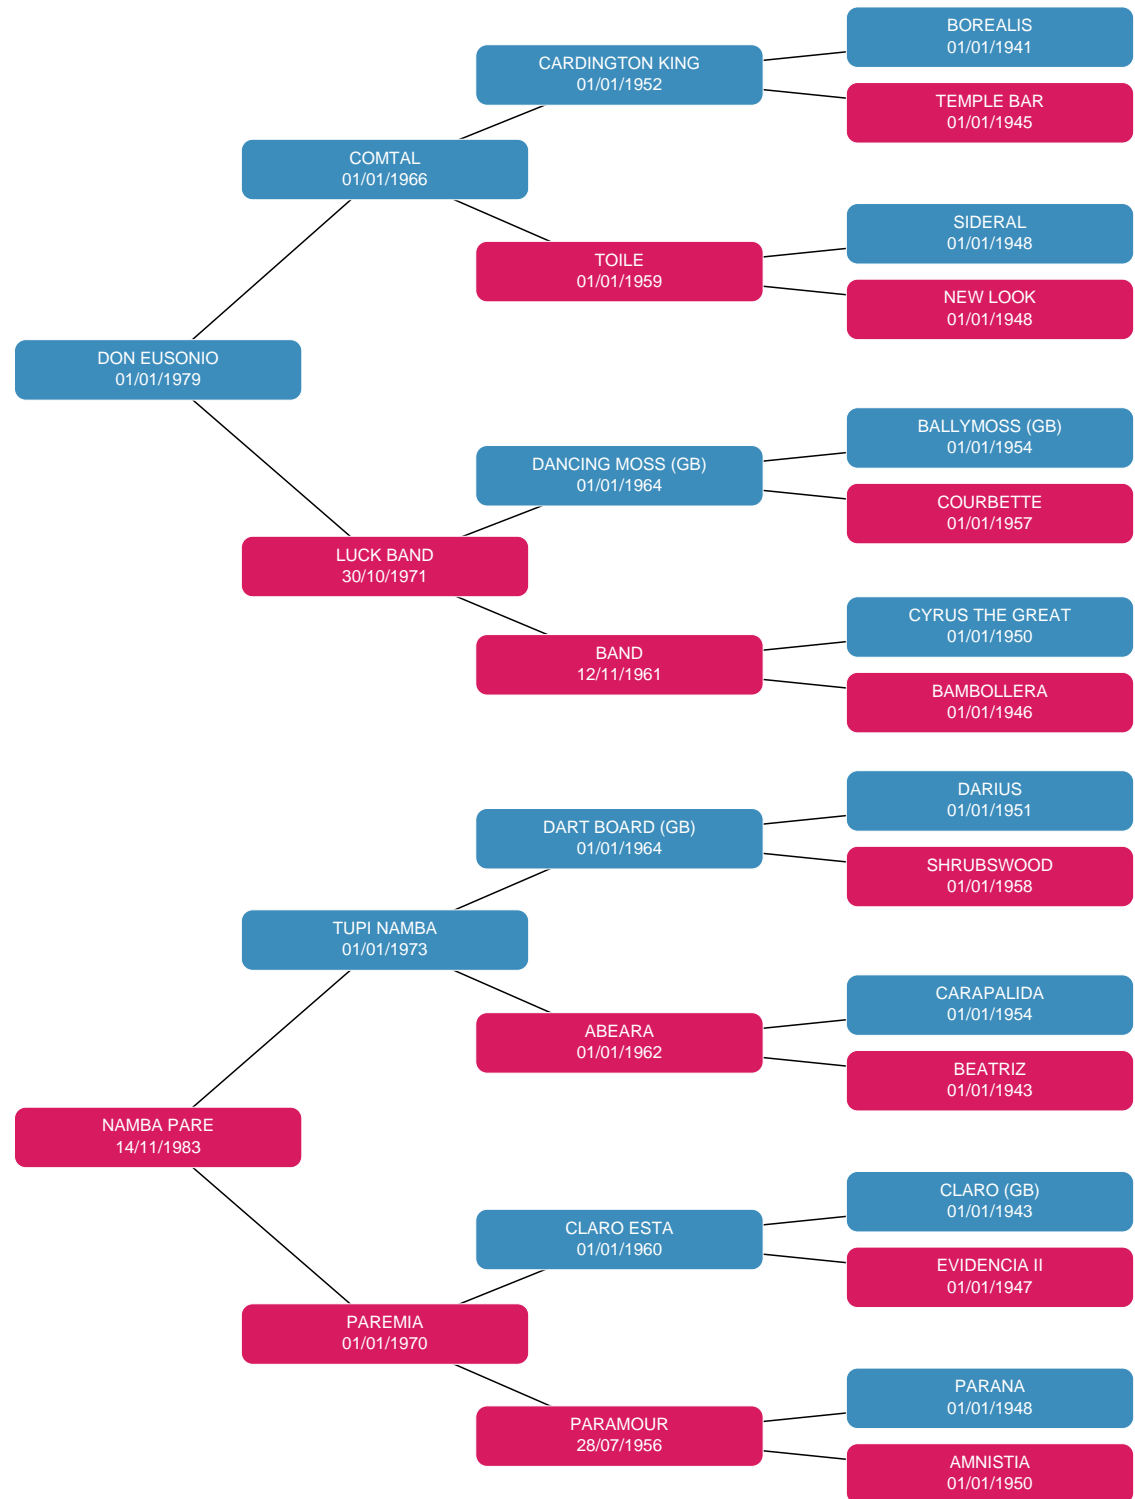 BOREALIS
01/01/1941
CARDINGTON KING
01/01/1952
TEMPLE BAR
01/01/1945
COMTAL
01/01/1966
SIDERAL
01/01/1948
TOILE
01/01/1959
NEW LOOK
01/01/1948
DON EUSONIO
01/01/1979
BALLYMOSS (GB)
01/01/1954
DANCING MOSS (GB)
01/01/1964
COURBETTE
01/01/1957
LUCK BAND
30/10/1971
CYRUS THE GREAT
01/01/1950
BAND
12/11/1961
BAMBOLLERA
01/01/1946
DARIUS
01/01/1951
DART BOARD (GB)
01/01/1964
SHRUBSWOOD
01/01/1958
TUPI NAMBA
01/01/1973
CARAPALIDA
01/01/1954
ABEARA
01/01/1962
BEATRIZ
01/01/1943
NAMBA PARE
14/11/1983
CLARO (GB)
01/01/1943
CLARO ESTA
01/01/1960
EVIDENCIA II
01/01/1947
PAREMIA
01/01/1970
PARANA
01/01/1948
PARAMOUR
28/07/1956
AMNISTIA
01/01/1950